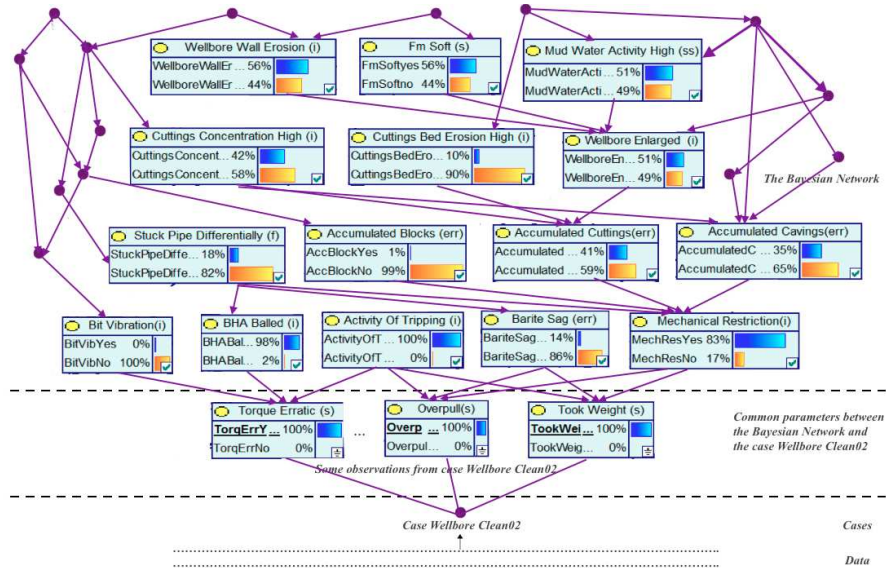 Wellbore Wall Erosion (i)
WellboreWallEr ... 56%
WellboreWallEr ... 44%
Fm Soft (s)
FmSoftyes 56%
FmSoftno 44%
Mud Water Activity High (ss)
MudWaterActi ... 51%
MudWaterActi ... 49%
Cuttings Concentration High (i)
CuttingsConcent ... 42%
CuttingsConcent ... 58%
Cuttings Bed Erosion High (i)
CuttingsBedEro ... 10%
CuttingsBedEro ... 90%
Wellbore Enlarged (i)
WellboreEn ... 51%
WellboreEn ... 49%
The Bayesian Network
Stuck Pipe Differentially (f)
StuckPipeDiffe ... 18%
StuckPipeDiffe ... 82%
Accumulated Blocks (err)
AccBlockYes 1%
AccBlockNo 99%
Accumulated Cuttings(err)
Accumulated ... 41%
Accumulated ... 59%
Accumulated Cavings(err)
AccumulatedC ... 35%
AccumulatedC ... 65%
Bit Vibration(i)
BitVibYes 0%
BitVibNo 100%
BHA Balled (i)
BHABal... 98%
BHABal... 2%
Activity Of Tripping(i)
ActivityOfT ... 100%
ActivityOfT ... 0%
Barite Sag (err)
BariteSag ... 14%
BariteSag... 86%
Mechanical Restriction(i)
MechResYes 83%
MechResNo 17%
Torque Erratic (s)
TorqErrY ... 100%
TorqErrNo 0%
...
Overpull(s)
Overp ... 100%
Overpul... 0%
Took Weight (s)
TookWei ... 100%
TookWeig... 0%
Common parameters between
the Bayesian Network and
the case Wellbore Clean02
Some observations from case Wellbore Clean02
Case Wellbore Clean02
Cases
Data